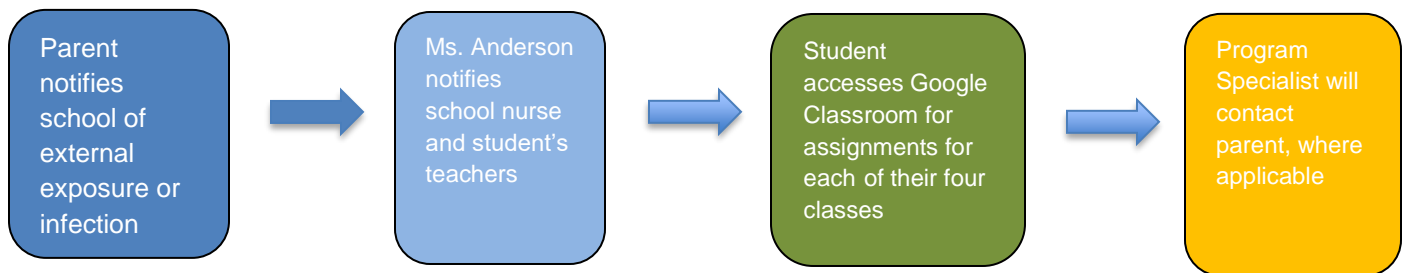 Parent
notifies
school of
external
exposure or
infection
Ms. Anderson
notifies
school nurse
and student’s
teachers
Student
accesses Google
Classroom for
assignments for
each of their four
classes
Program
Specialist will
contact
parent, where
applicable